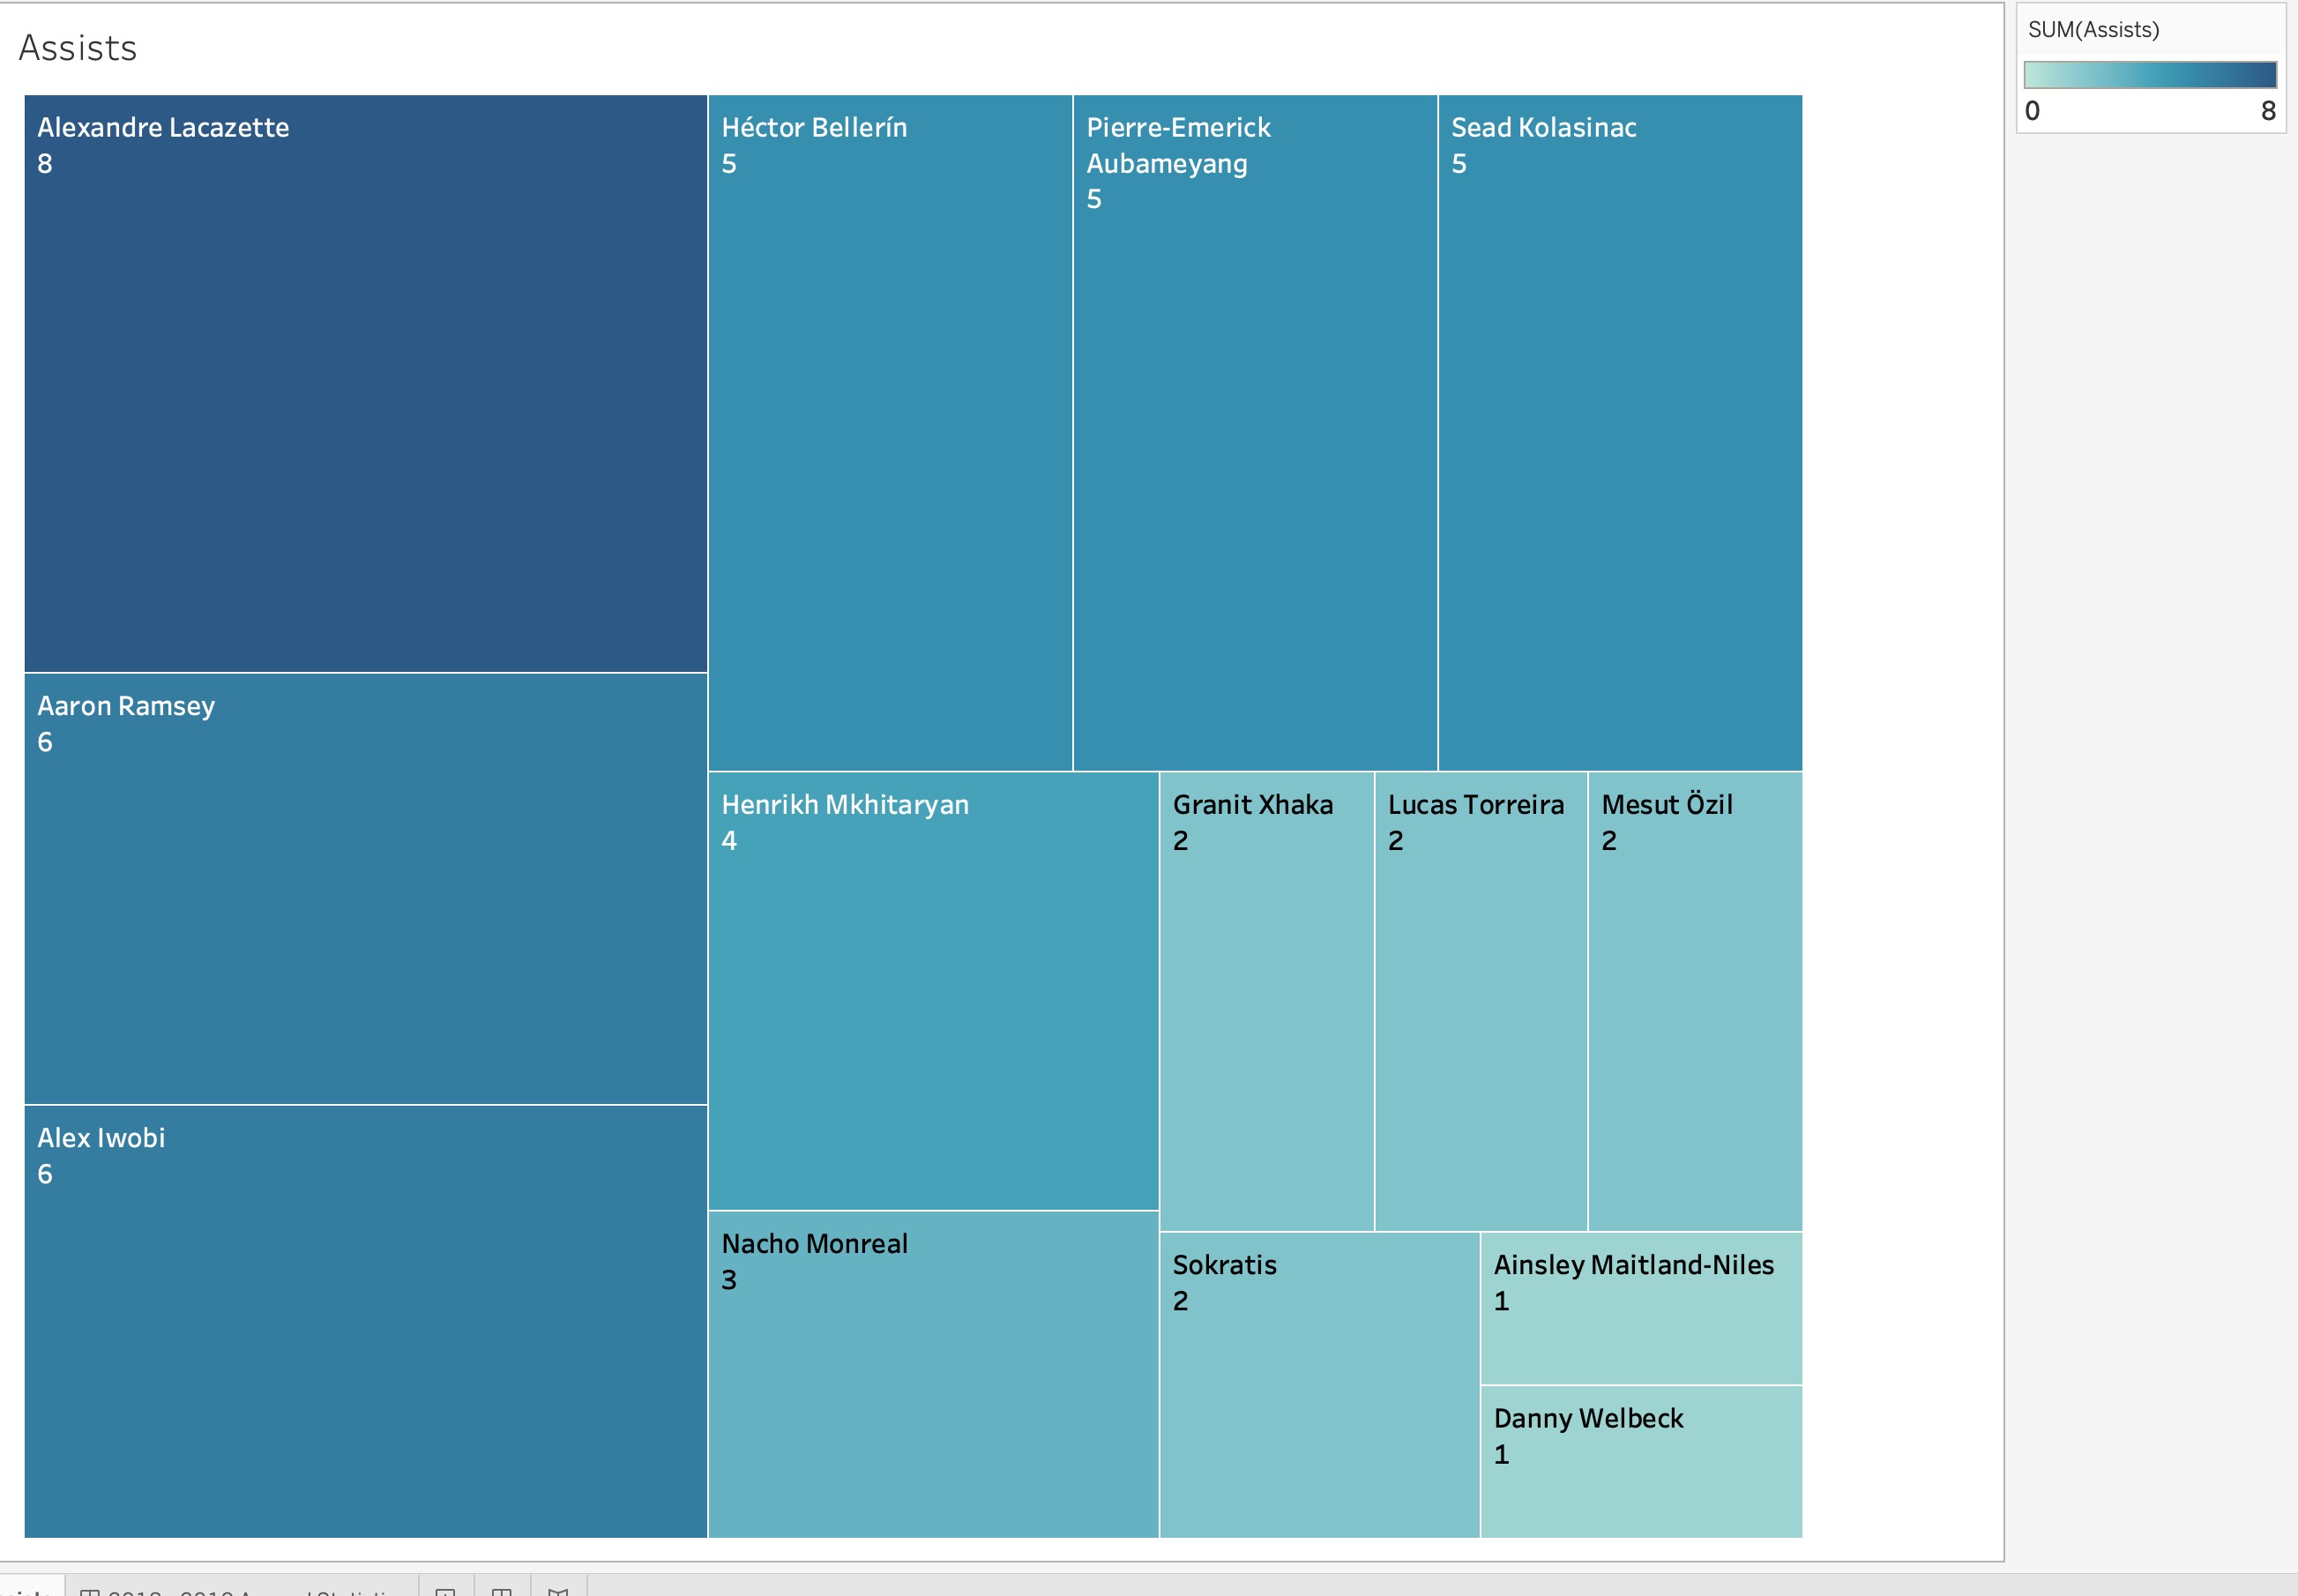 Assists
SUM(Assists)
0 8
Alexandre Lacazette
8
Héctor Bellerín
5
Pierre-Emerick
Aubameyang
5
Sead Kolasinac
5
Aaron Ramsey
6
Henrikh Mkhitaryan
4
Granit Xhaka
2
Lucas Torreira
2
Mesut Özil
2
Alex Iwobi
6
Nacho Monreal
3
Sokratis
2
Ainsley Maitland-Niles
1
Danny Welbeck
1